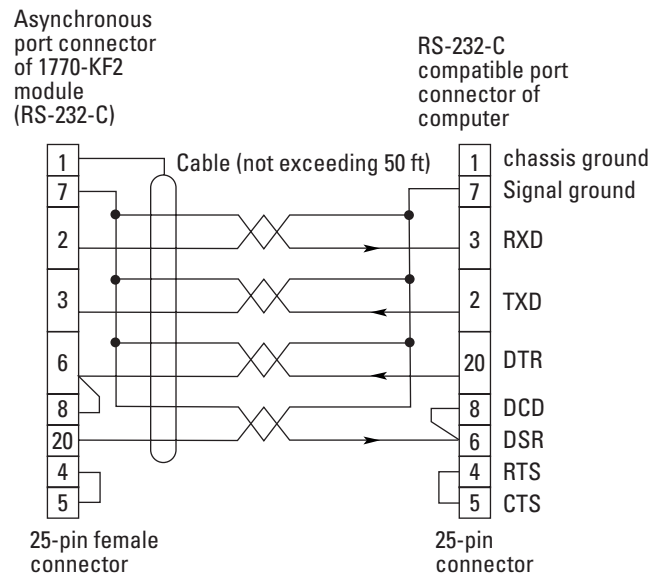 Asynchronous
port connector
of 1770-KF2
module
(RS-232-C)
RS-232-C
compatible port
connector of
computer
1 Cable (not exceeding 50 ft) 1 chassis ground
7 7 Signal ground
2 3 RXD
3 2 TXD
6 20 DTR
8 8 DCD
20 6 DSR
4 4 RTS
5 5 CTS
25-pin female
connector
25-pin
connector